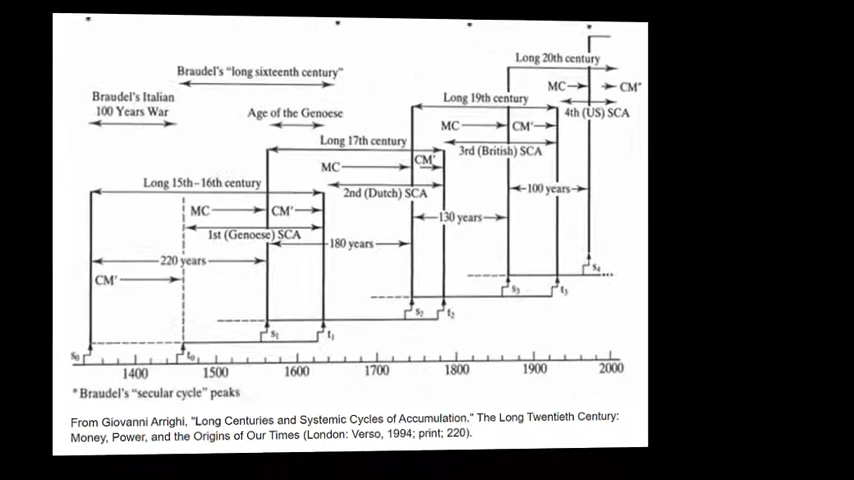 * * * *
Long 20th century
Braudel's "long sixteenth century"
MC CM'
Braudel's Italian
100 Years War
Long 19th century
Age of the Genoese
4th (US) SCA
MC CM'
Long 17th century
3rd (British) SCA
MC CM'
Long 15th–16th century
2nd (Dutch) SCA
100 years
MC CM'
130 years
1st (Genoese) SCA
180 years
220 years
CM'
s4
s3 t3
s2 t2
s1 t1
s0 t0
1400 1500 1600 1700 1800 1900 2000
*Braudel's "secular cycle" peaks
From Giovanni Arrighi, "Long Centuries and Systemic Cycles of Accumulation." The Long Twentieth Century:
Money, Power, and the Origins of Our Times (London: Verso, 1994; print; 220).